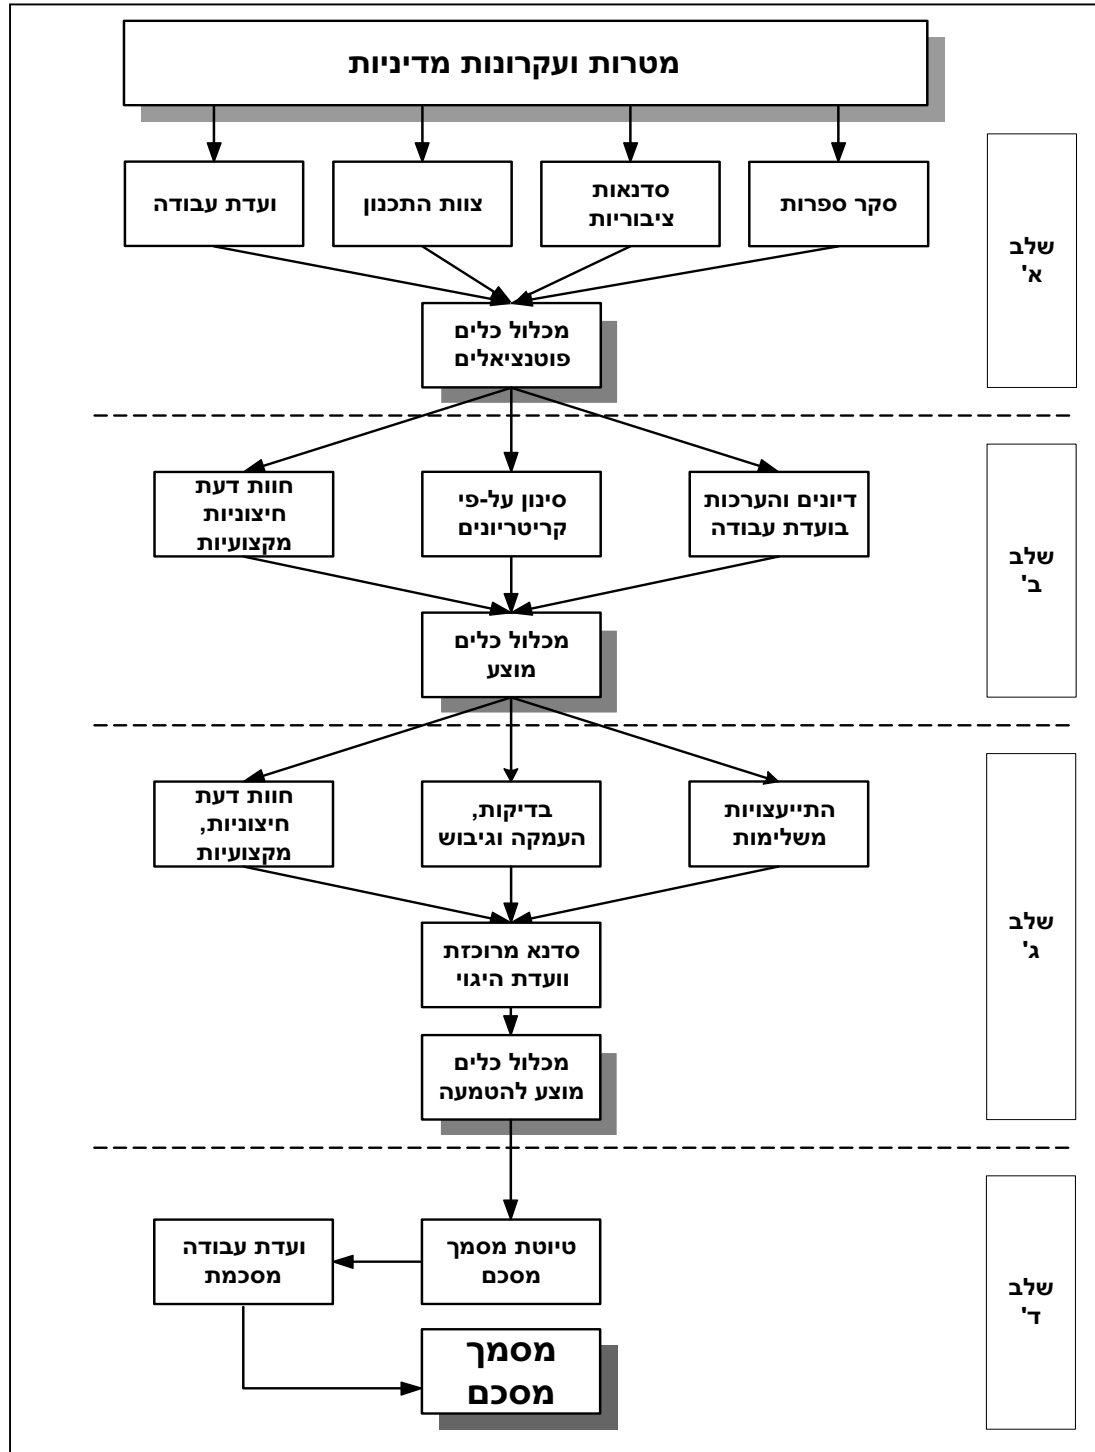 מטרות ועקרונות מדיניות
סקר ספרות
סדנאות
ציבוריות
צוות התכנון
ועדת עבודה
שלב
א'
מכלול כלים
פוטנציאלים
דיונים והערכות
בועדת עבודה
סינון על-פי
קריטריונים
חוות דעת
חיצוניות
מקצועיות
שלב
ב'
מכלול כלים
מוצע
התייעצויות
משלימות
בדיקות,
העמקה וגיבוש
חוות דעת
חיצוניות,
מקצועיות
שלב
ג'
סדנא מרוכזת
וועדת היגוי
מכלול כלים
מוצע להטמעה
טיוטת מסמך
מסכם
ועדת עבודה
מסכמת
שלב
ד'
מסמך
מסכם